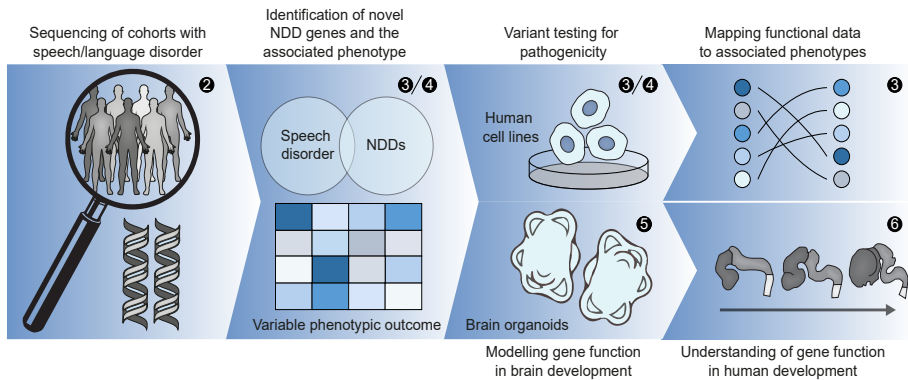 Sequencing of cohorts with
speech/language disorder
2
Identification of novel
NDD genes and the
associated phenotype
3/4
Speech
disorder
NDDs
Variable phenotypic outcome
Variant testing for
pathogenicity
3/4
Human
cell lines
5
Brain organoids
Modelling gene function
in brain development
Mapping functional data
to associated phenotypes
3
6
Understanding of gene function
in human development